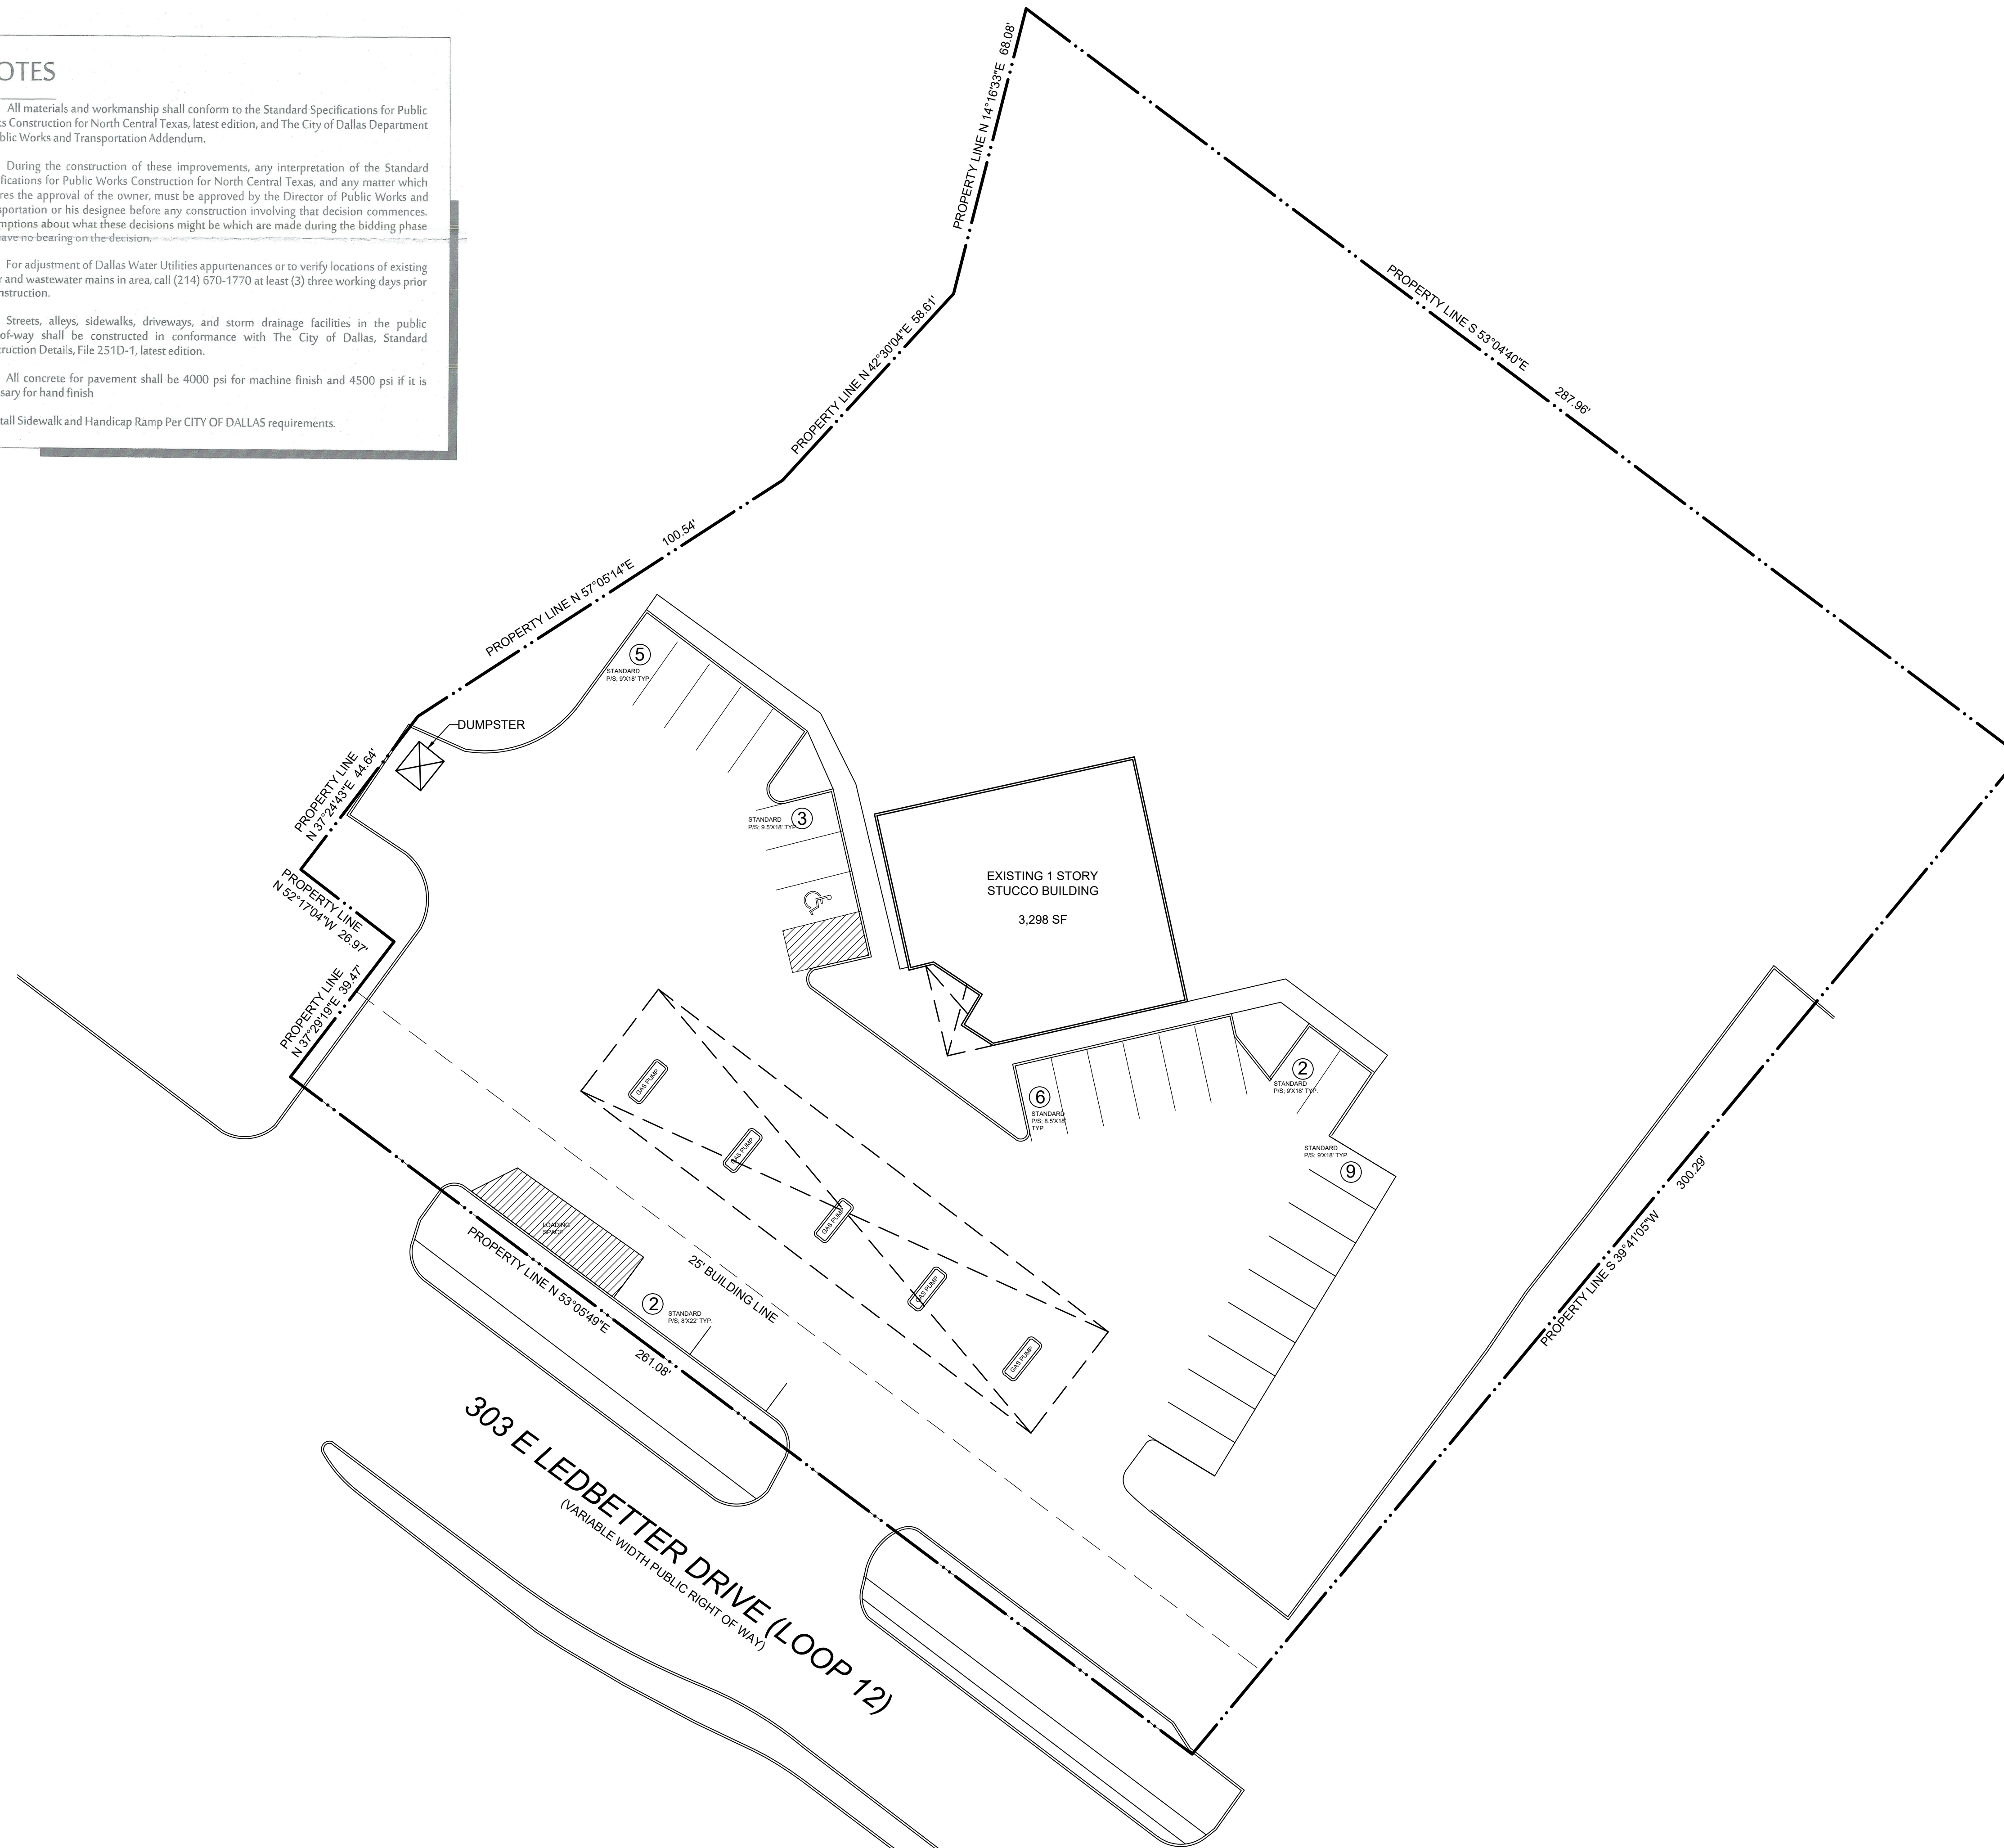 OTES
All materials and workmanship shall conform to the Standard Specifications for Public
s Construction for North Central Texas, latest edition, and The City of Dallas Department
blic Works and Transportation Addendum.
During the construction of these improvements, any interpretation of the Standard
fications for Public Works Construction for North Central Texas, and any matter which
res the approval of the owner, must be approved by the Director of Public Works and
sportation or his designee before any construction involving that decision commences.
mptions about what these decisions might be which are made during the bidding phase
ave no bearing on the decision.
For adjustment of Dallas Water Utilities appurtenances or to verify locations of existing
r and wastewater mains in area, call (214) 670-1770 at least (3) three working days prior
nstruction.
Streets, alleys, sidewalks, driveways, and storm drainage facilities in the public
of-way shall be constructed in conformance with The City of Dallas, Standard
truction Details, File 251D-1, latest edition.
All concrete for pavement shall be 4000 psi for machine finish and 4500 psi if it is
sary for hand finish
tall Sidewalk and Handicap Ramp Per CITY OF DALLAS requirements.
PROPERTY LINE N 14°16'33"E 68.08'
PROPERTY LINE N 42°30'04"E 58.61'
PROPERTY LINE S 53°04'40"E 287.96'
PROPERTY LINE N 57°05'14"E 100.54'
5
STANDARD
P/S; 9'X18' TYP.
DUMPSTER
PROPERTY LINE
N 37°24'43"E 44.64'
3
STANDARD
P/S; 9.5'X18' TYP.
EXISTING 1 STORY
STUCCO BUILDING
3,298 SF
PROPERTY LINE
N 52°17'04"W 26.97'
PROPERTY LINE
N 37°29'19"E 39.47'
GAS PUMP
GAS PUMP
GAS PUMP
GAS PUMP
GAS PUMP
6
STANDARD
P/S; 8.5'X18'
TYP.
2
STANDARD
P/S; 9'X18' TYP.
STANDARD
P/S; 9'X18' TYP.
9
LOADING
SPACE
25' BUILDING LINE
2
STANDARD
P/S; 8'X22' TYP.
PROPERTY LINE N 53°05'49"E 261.08'
PROPERTY LINE S 39°41'05"W 300.29'
303 E LEDBETTER DRIVE (LOOP 12)
(VARIABLE WIDTH PUBLIC RIGHT OF WAY)